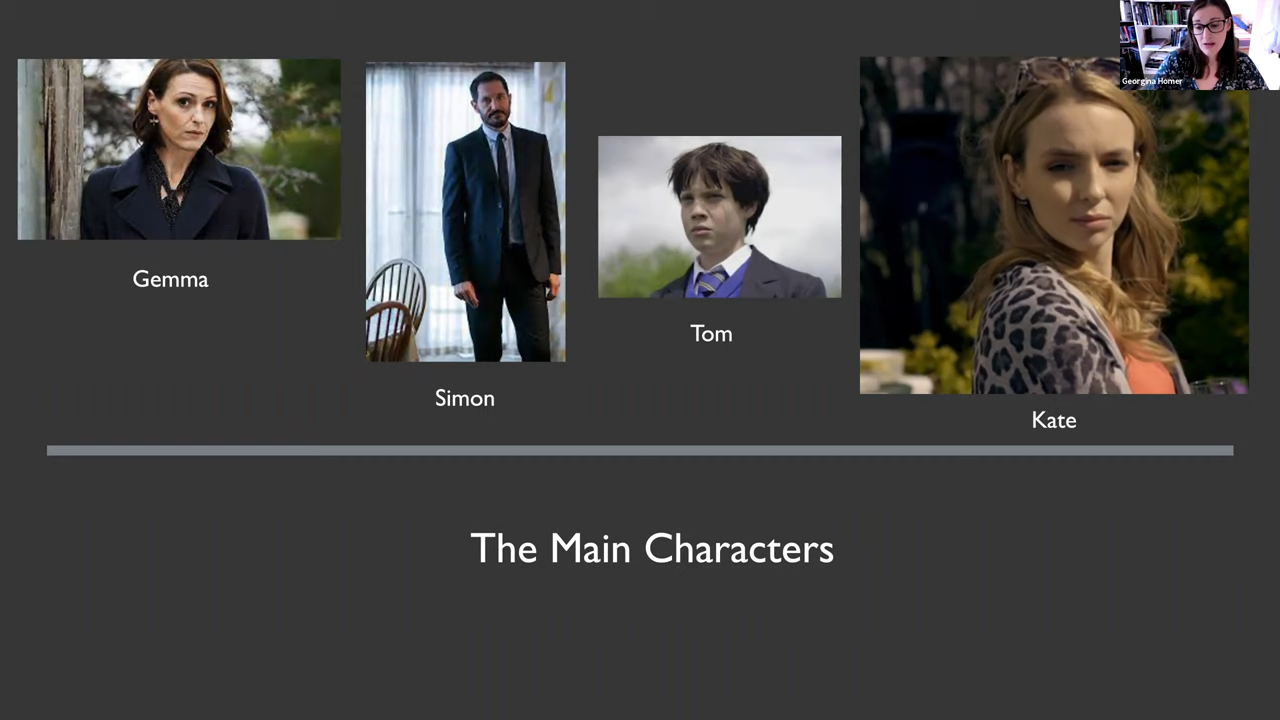 Georgina Homer
Gemma
Simon
Tom
Kate
The Main Characters